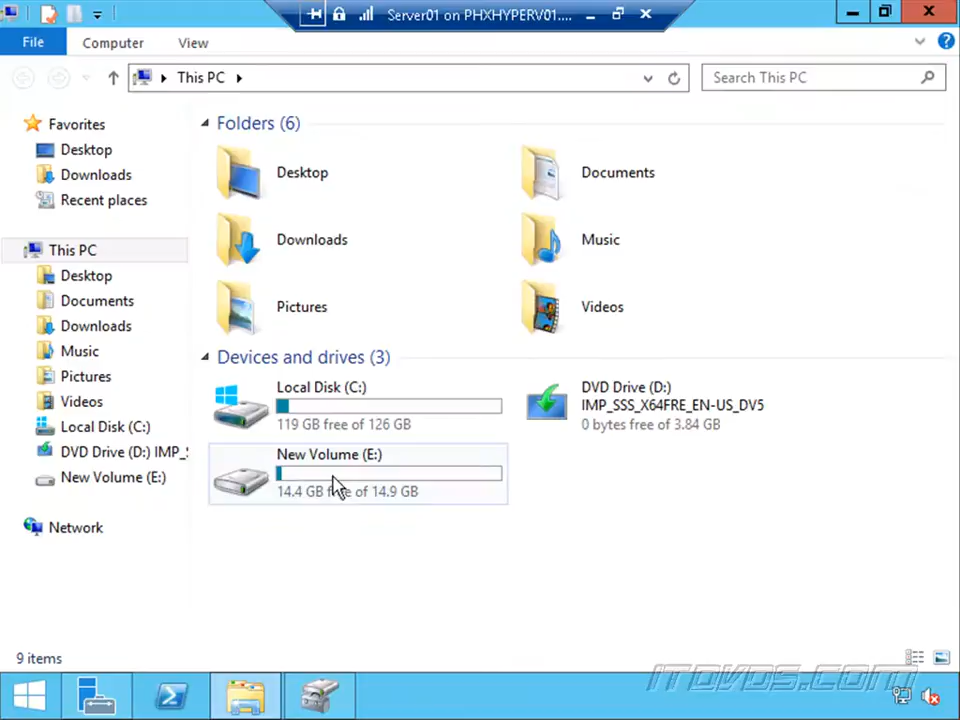 Server01 on PHXHYPERV01....
File
Computer
View
This PC
Search This PC
Favorites
Desktop
Downloads
Recent places
This PC
Desktop
Documents
Downloads
Music
Pictures
Videos
Local Disk (C:)
DVD Drive (D:) IMP_S
New Volume (E:)
Network
Folders (6)
Desktop
Documents
Downloads
Music
Pictures
Videos
Devices and drives (3)
Local Disk (C:)
119 GB free of 126 GB
DVD Drive (D:)
IMP_SSS_X64FRE_EN-US_DV5
0 bytes free of 3.84 GB
New Volume (E:)
14.4 GB free of 14.9 GB
9 items
ITDVDS.COM